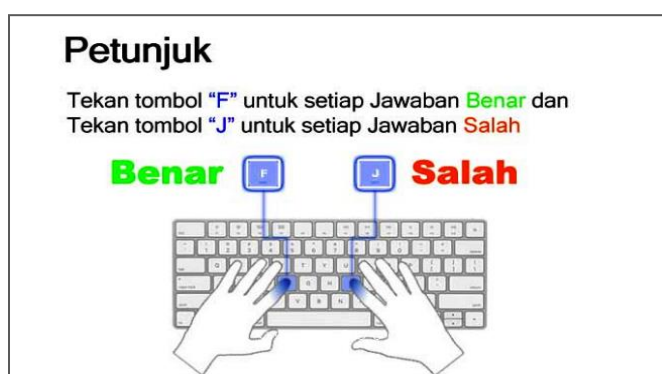 Petunjuk
Tekan tombol “F” untuk setiap Jawaban Benar dan
Tekan tombol “J” untuk setiap Jawaban Salah
Benar F J Salah